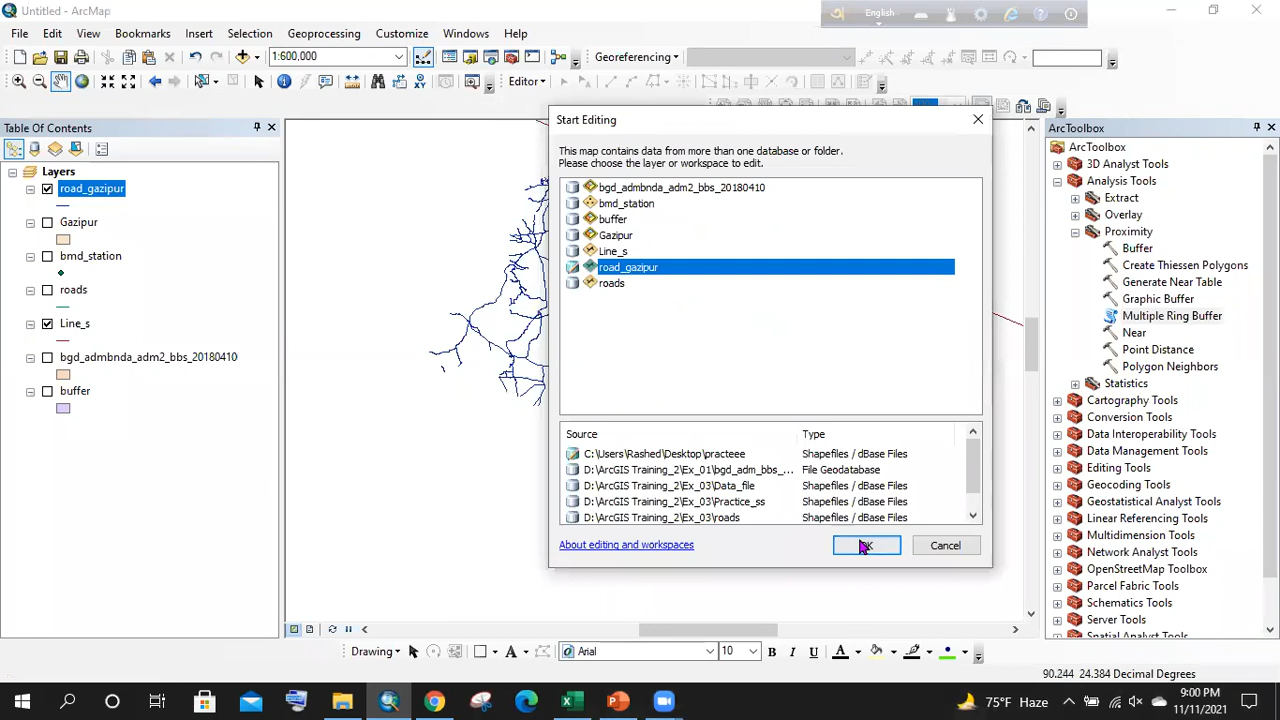 Untitled - ArcMap
English
File Edit View Bookmarks Insert Selection Geoprocessing Customize Windows Help
1:600,000
Georeferencing
Editor
Table Of Contents
Layers
road_gazipur
Gazipur
bmd_station
roads
Line_s
bgd_admbnda_adm2_bbs_20180410
buffer
Start Editing
This map contains data from more than one database or folder.
Please choose the layer or workspace to edit.
bgd_admbnda_adm2_bbs_20180410
bmd_station
buffer
Gazipur
Line_s
road_gazipur
roads
Source Type
C:\Users\Rashed\Desktop\practeee Shapefiles / dBase Files
D:\ArcGIS Training_2\Ex_01\bgd_adm_bbs_... File Geodatabase
D:\ArcGIS Training_2\Ex_03\Data_file Shapefiles / dBase Files
D:\ArcGIS Training_2\Ex_03\Practice_ss Shapefiles / dBase Files
D:\ArcGIS Training_2\Ex_03\roads Shapefiles / dBase Files
About editing and workspaces
OK
Cancel
ArcToolbox
ArcToolbox
3D Analyst Tools
Analysis Tools
Extract
Overlay
Proximity
Buffer
Create Thiessen Polygons
Generate Near Table
Graphic Buffer
Multiple Ring Buffer
Near
Point Distance
Polygon Neighbors
Statistics
Cartography Tools
Conversion Tools
Data Interoperability Tools
Data Management Tools
Editing Tools
Geocoding Tools
Geostatistical Analyst Tools
Linear Referencing Tools
Multidimension Tools
Network Analyst Tools
OpenStreetMap Toolbox
Parcel Fabric Tools
Schematics Tools
Server Tools
Spatial Analyst Tools
Drawing
A
Arial
10
B I U A
90.244 24.384 Decimal Degrees
75°F Haze
9:00 PM
11/11/2021